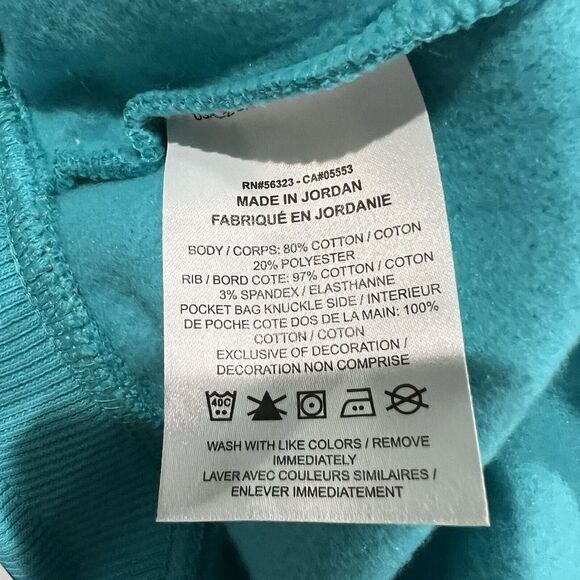 RN#56323 - CA#05553
MADE IN JORDAN
FABRIQUÉ EN JORDANIE
BODY / CORPS: 80% COTTON / COTON
20% POLYESTER
RIB / BORD COTE: 97% COTTON / COTON
3% SPANDEX / ELASTHANNE
POCKET BAG KNUCKLE SIDE / INTERIEUR
DE POCHE COTE DOS DE LA MAIN: 100%
COTTON / COTON
EXCLUSIVE OF DECORATION /
DECORATION NON COMPRISE
40C
WASH WITH LIKE COLORS / REMOVE
IMMEDIATELY
LAVER AVEC COULEURS SIMILAIRES /
ENLEVER IMMEDIATEMENT